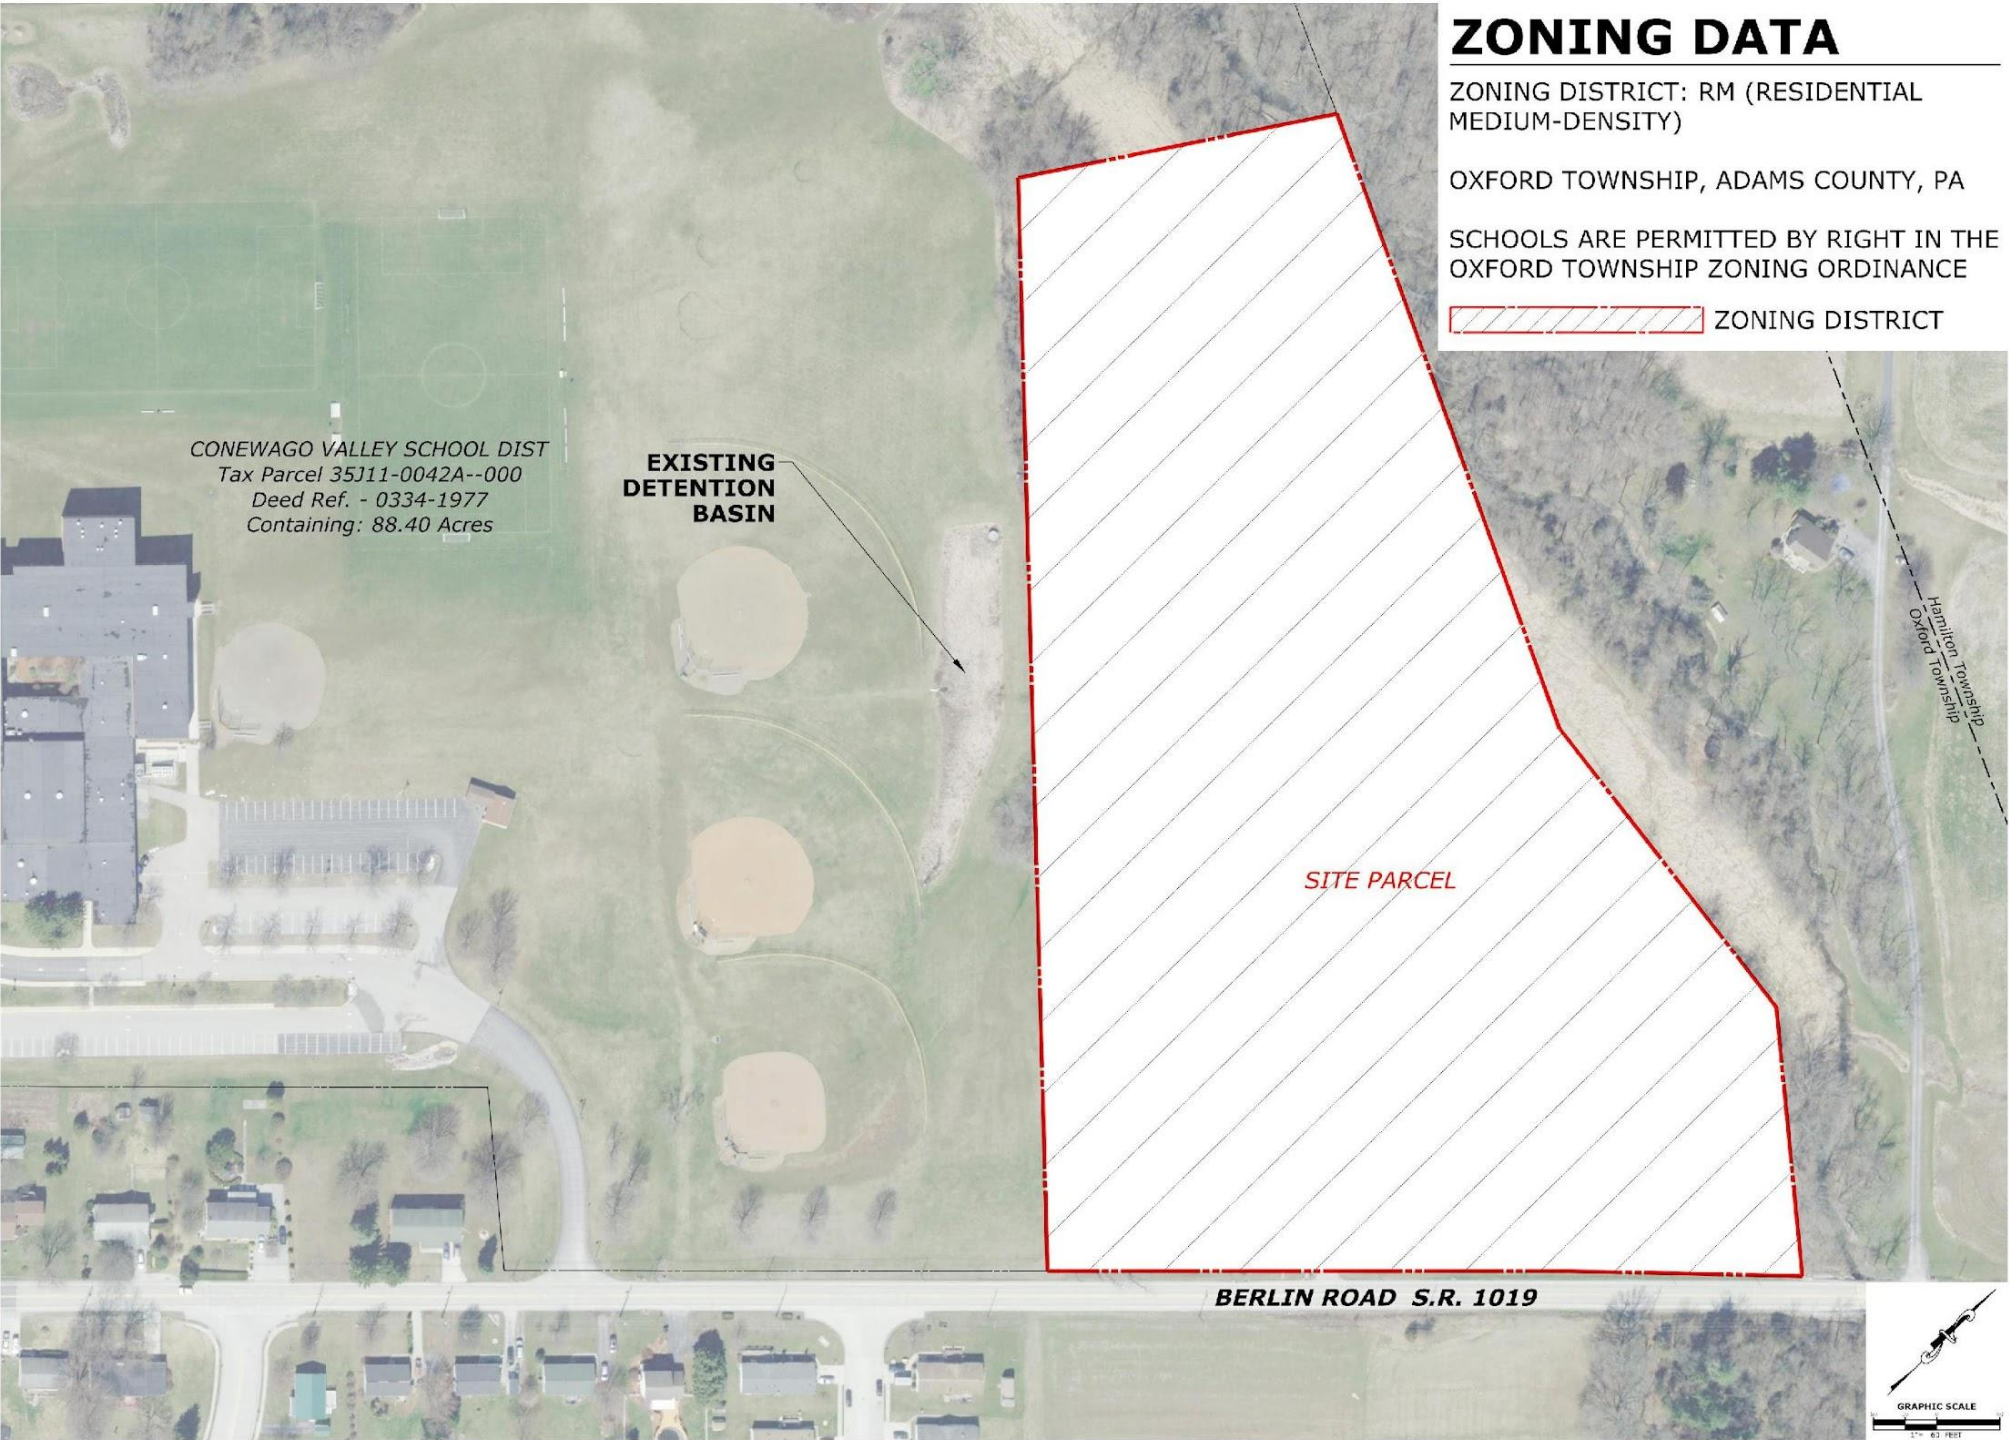 ZONING DATA
ZONING DISTRICT: RM (RESIDENTIAL
MEDIUM-DENSITY)
OXFORD TOWNSHIP, ADAMS COUNTY, PA
SCHOOLS ARE PERMITTED BY RIGHT IN THE
OXFORD TOWNSHIP ZONING ORDINANCE
ZONING DISTRICT
CONEWAGO VALLEY SCHOOL DIST
Tax Parcel 35J11-0042A--000
Deed Ref. - 0334-1977
Containing: 88.40 Acres
EXISTING
DETENTION
BASIN
Hamilton Township
Oxford Township
SITE PARCEL
BERLIN ROAD S.R. 1019
GRAPHIC SCALE
1"= 60 FEET